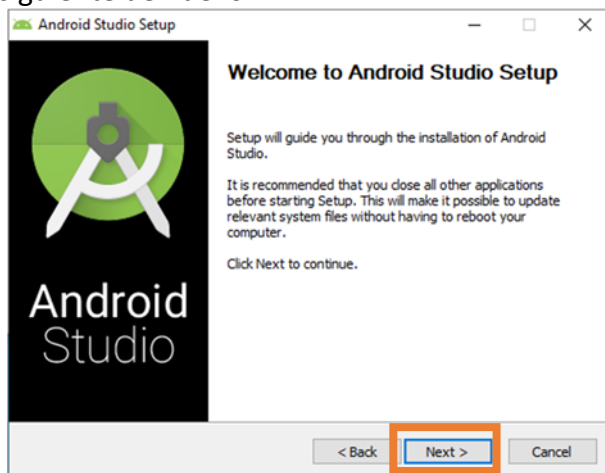 Android Studio Setup
Welcome to Android Studio Setup
Setup will guide you through the installation of Android
Studio.
It is recommended that you close all other applications
before starting Setup. This will make it possible to update
relevant system files without having to reboot your
computer.
Click Next to continue.
Android
Studio
< Back
Next >
Cancel